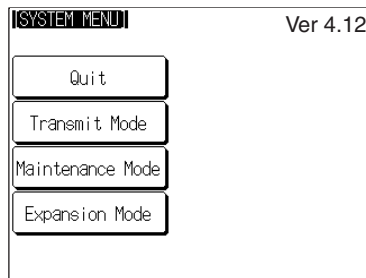 [SYSTEM MENU]
Ver 4.12
Quit
Transmit Mode
Maintenance Mode
Expansion Mode